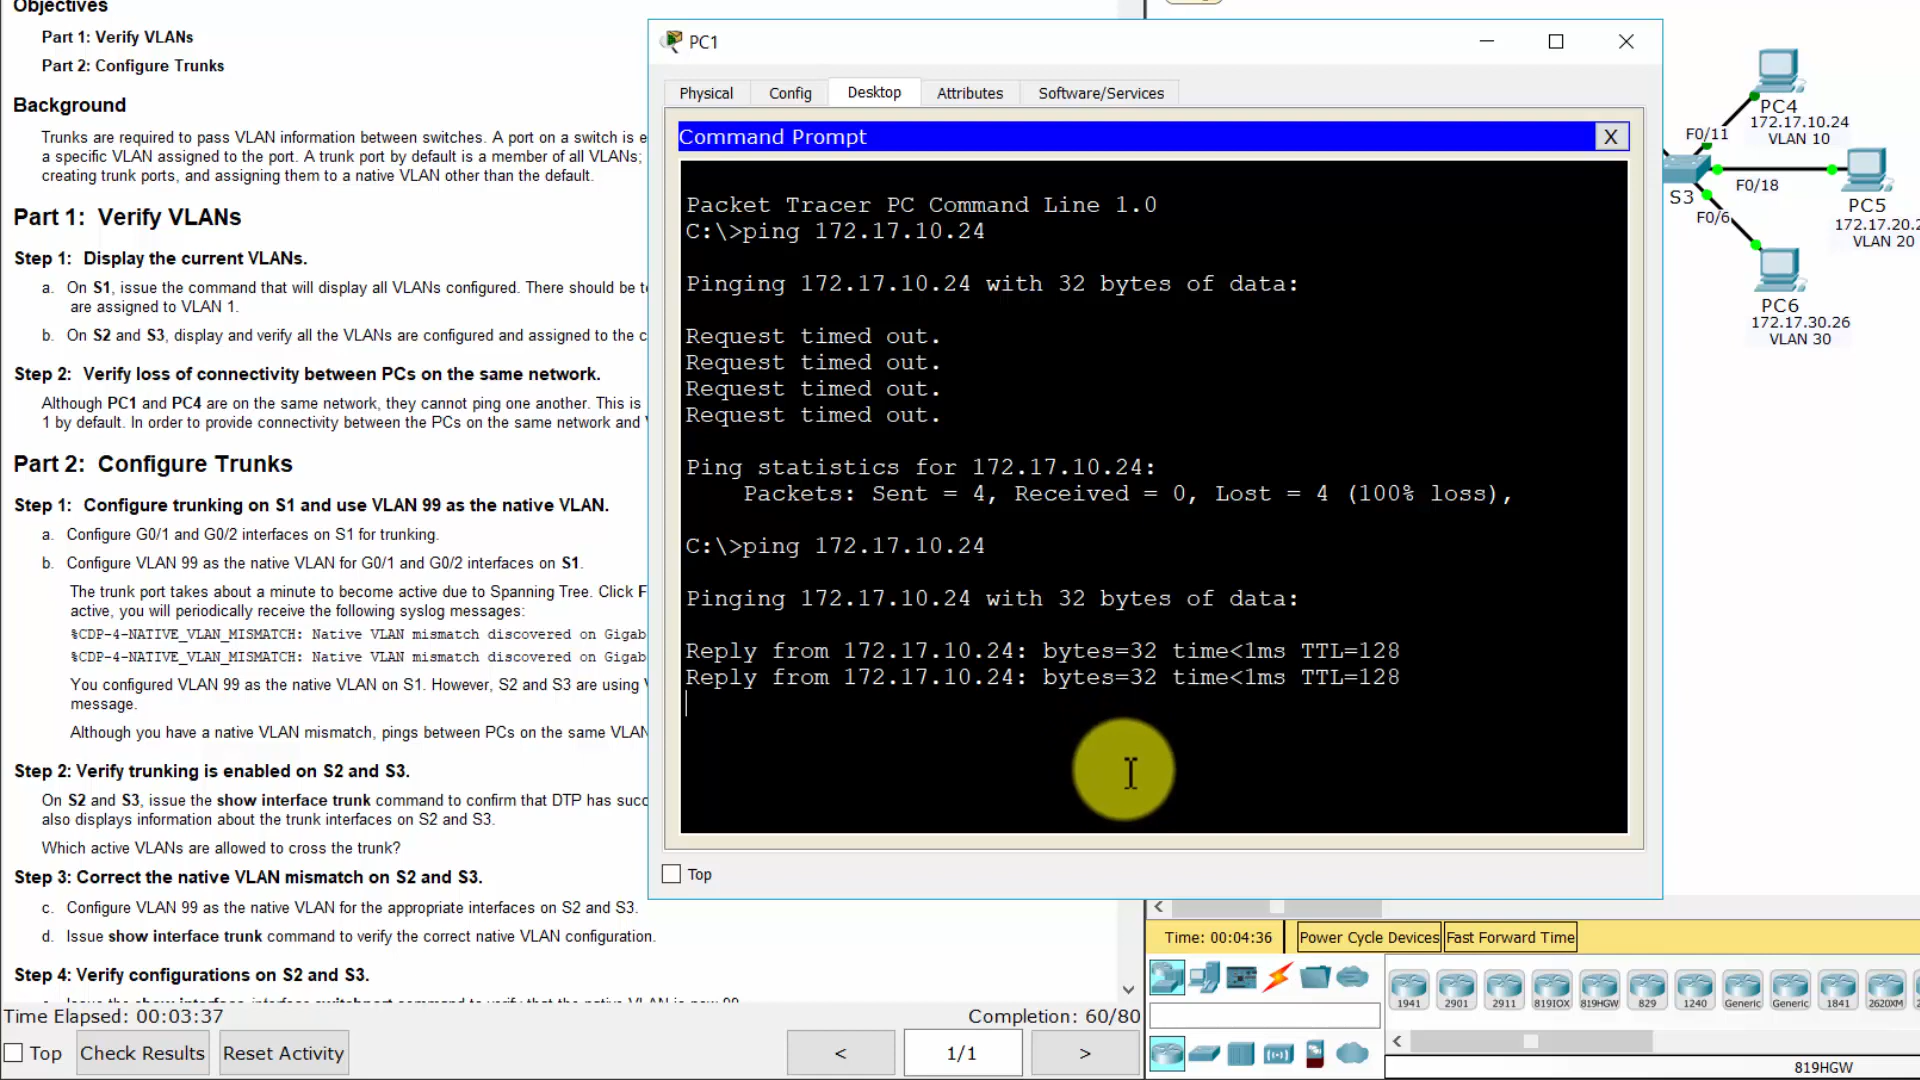 Objectives
Part 1: Verify VLANs
Part 2: Configure Trunks
Background
Trunks are required to pass VLAN information between switches. A port on a switch is e
a specific VLAN assigned to the port. A trunk port by default is a member of all VLANs;
creating trunk ports, and assigning them to a native VLAN other than the default.
Part 1: Verify VLANs
Step 1: Display the current VLANs.
a. On S1, issue the command that will display all VLANs configured. There should be t
are assigned to VLAN 1.
b. On S2 and S3, display and verify all the VLANs are configured and assigned to the c
Step 2: Verify loss of connectivity between PCs on the same network.
Although PC1 and PC4 are on the same network, they cannot ping one another. This is
1 by default. In order to provide connectivity between the PCs on the same network and
Part 2: Configure Trunks
Step 1: Configure trunking on S1 and use VLAN 99 as the native VLAN.
a. Configure G0/1 and G0/2 interfaces on S1 for trunking.
b. Configure VLAN 99 as the native VLAN for G0/1 and G0/2 interfaces on S1.
The trunk port takes about a minute to become active due to Spanning Tree. Click F
active, you will periodically receive the following syslog messages:
%CDP-4-NATIVE_VLAN_MISMATCH: Native VLAN mismatch discovered on Gigab
%CDP-4-NATIVE_VLAN_MISMATCH: Native VLAN mismatch discovered on Gigab
You configured VLAN 99 as the native VLAN on S1. However, S2 and S3 are using
message.
Although you have a native VLAN mismatch, pings between PCs on the same VLAN
Step 2: Verify trunking is enabled on S2 and S3.
On S2 and S3, issue the show interface trunk command to confirm that DTP has succ
also displays information about the trunk interfaces on S2 and S3.
Which active VLANs are allowed to cross the trunk?
Step 3: Correct the native VLAN mismatch on S2 and S3.
c. Configure VLAN 99 as the native VLAN for the appropriate interfaces on S2 and S3.
d. Issue show interface trunk command to verify the correct native VLAN configuration.
Step 4: Verify configurations on S2 and S3.
Time Elapsed: 00:03:37
Completion: 60/80
Top
Check Results
Reset Activity
<
1/1
>
PC1
Physical
Config
Desktop
Attributes
Software/Services
Command Prompt
X
Packet Tracer PC Command Line 1.0
C:\>ping 172.17.10.24
Pinging 172.17.10.24 with 32 bytes of data:
Request timed out.
Request timed out.
Request timed out.
Request timed out.
Ping statistics for 172.17.10.24:
Packets: Sent = 4, Received = 0, Lost = 4 (100% loss),
C:\>ping 172.17.10.24
Pinging 172.17.10.24 with 32 bytes of data:
Reply from 172.17.10.24: bytes=32 time<1ms TTL=128
Reply from 172.17.10.24: bytes=32 time<1ms TTL=128
Top
PC4
172.17.10.24
VLAN 10
F0/11
S3
F0/18
F0/6
PC5
172.17.20.2
VLAN 20
PC6
172.17.30.26
VLAN 30
Time: 00:04:36
Power Cycle Devices
Fast Forward Time
1941
2901
2911
819IOX
819HGW
829
1240
Generic
Generic
1841
2620XM
819HGW